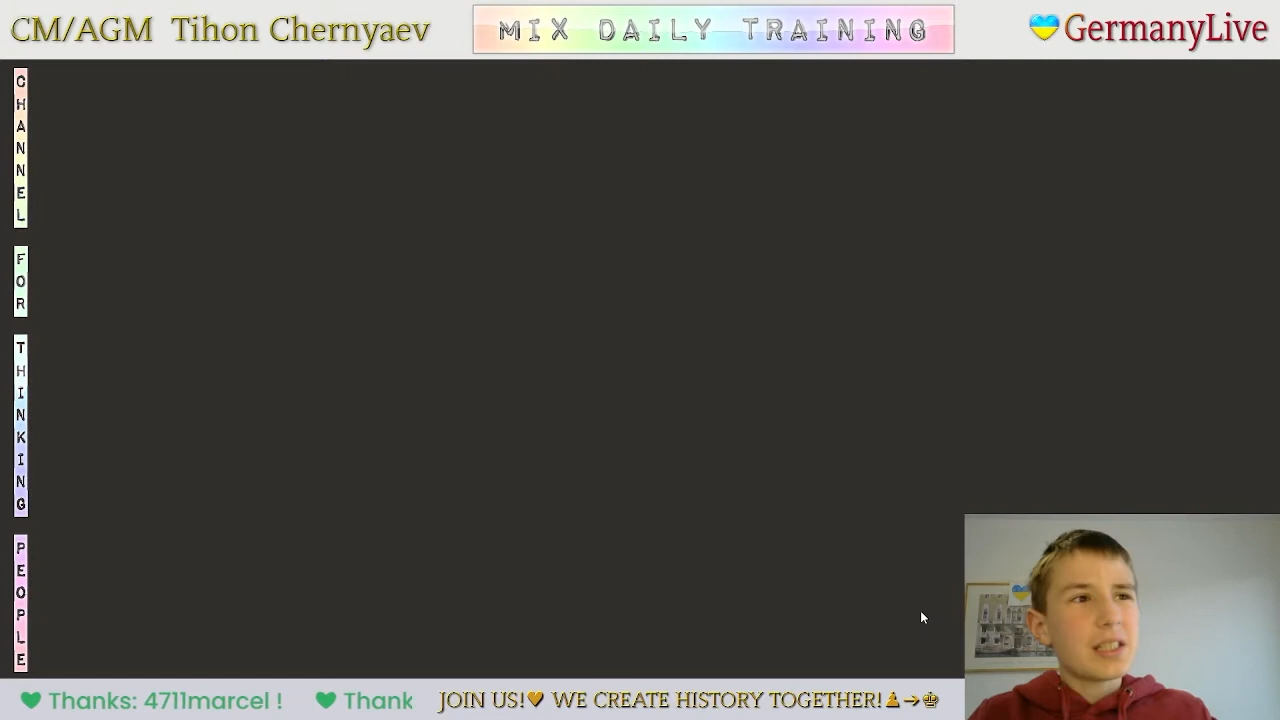 CM/AGM Tihon Chernyaev
MIX DAILY TRAINING
💙GermanyLive
CHANNEL
FOR
THINKING
PEOPLE
💚 Thanks: 4711marcel ! 💚 Thank
JOIN US!🧡 WE CREATE HISTORY TOGETHER!♟→♚